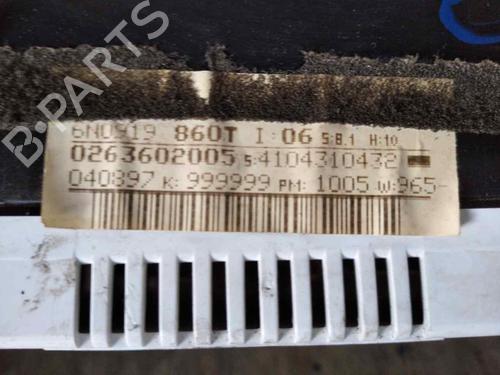 B-PARTS
6N0919 860T I:06 S:8.1 H:10
0263602005 S:4104310432
040897 K: 999999 PM: 1005 W:965-